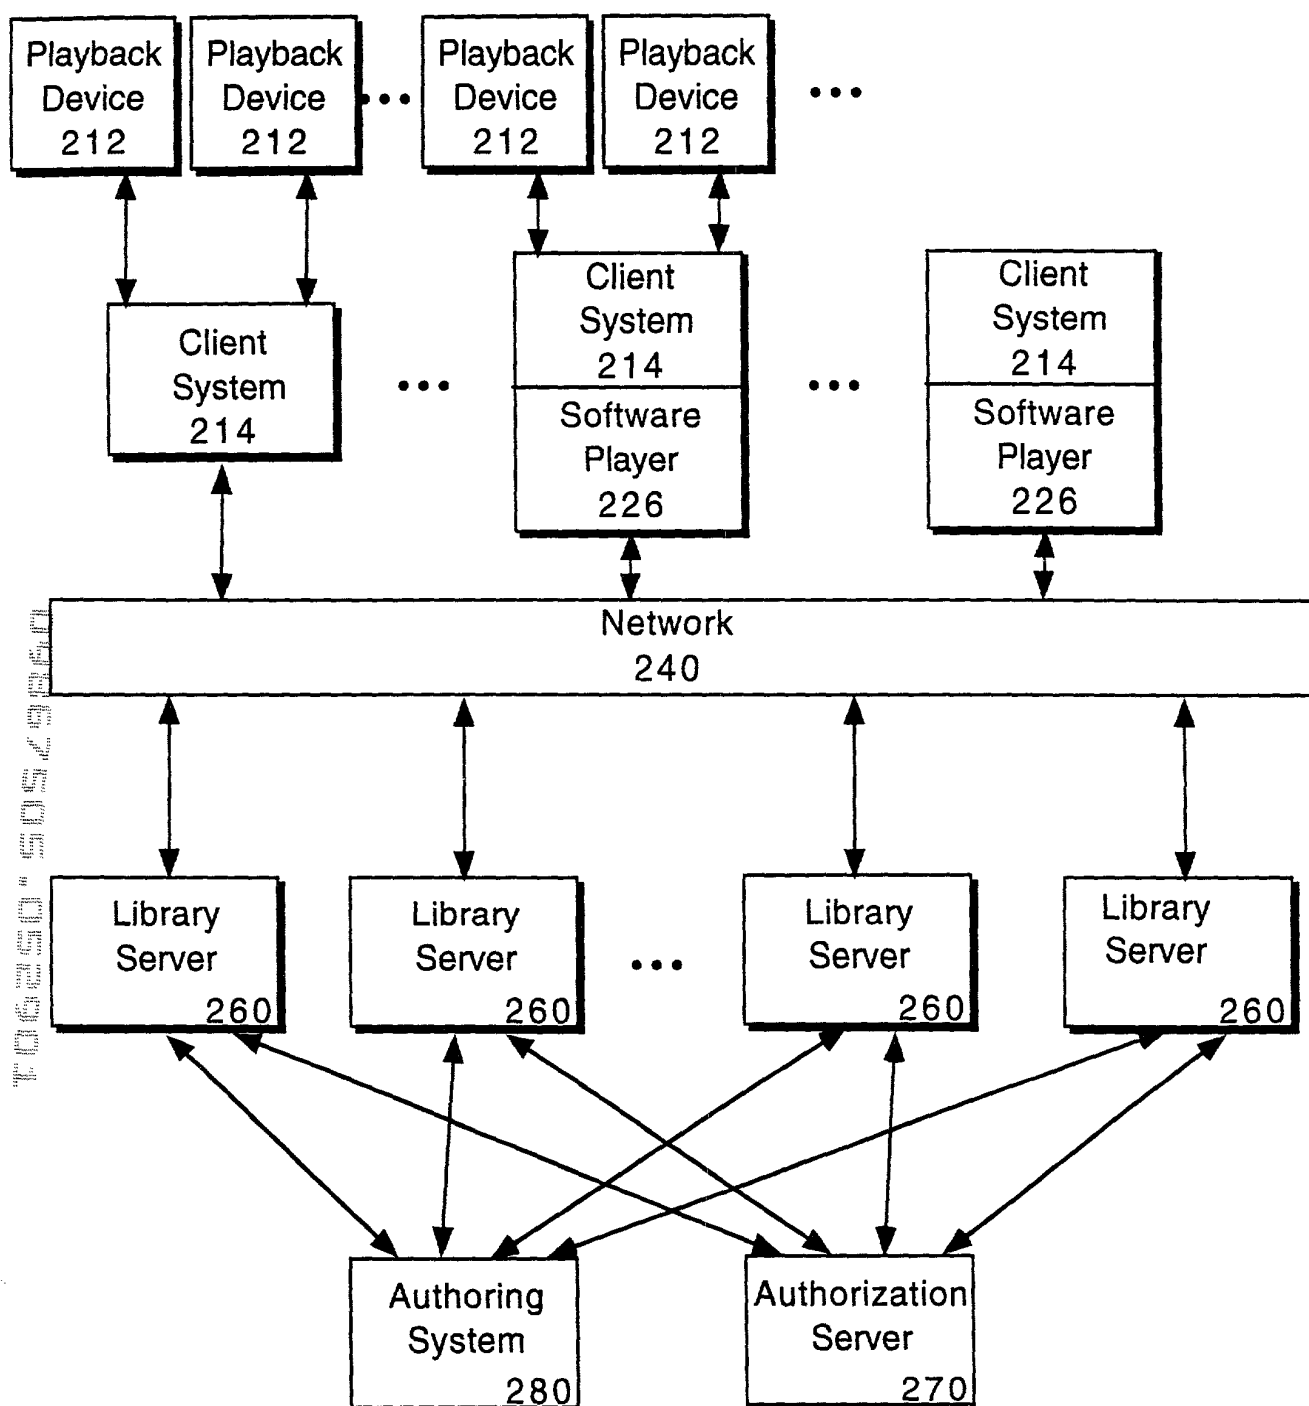 Playback
Device
212
Playback
Device
212
•••
Playback
Device
212
Playback
Device
212
•••
Client
System
214
•••
Client
System
214
Software
Player
226
•••
Client
System
214
Software
Player
226
Network
240
Library
Server
260
Library
Server
260
•••
Library
Server
260
Library
Server
260
Authoring
System
280
Authorization
Server
270